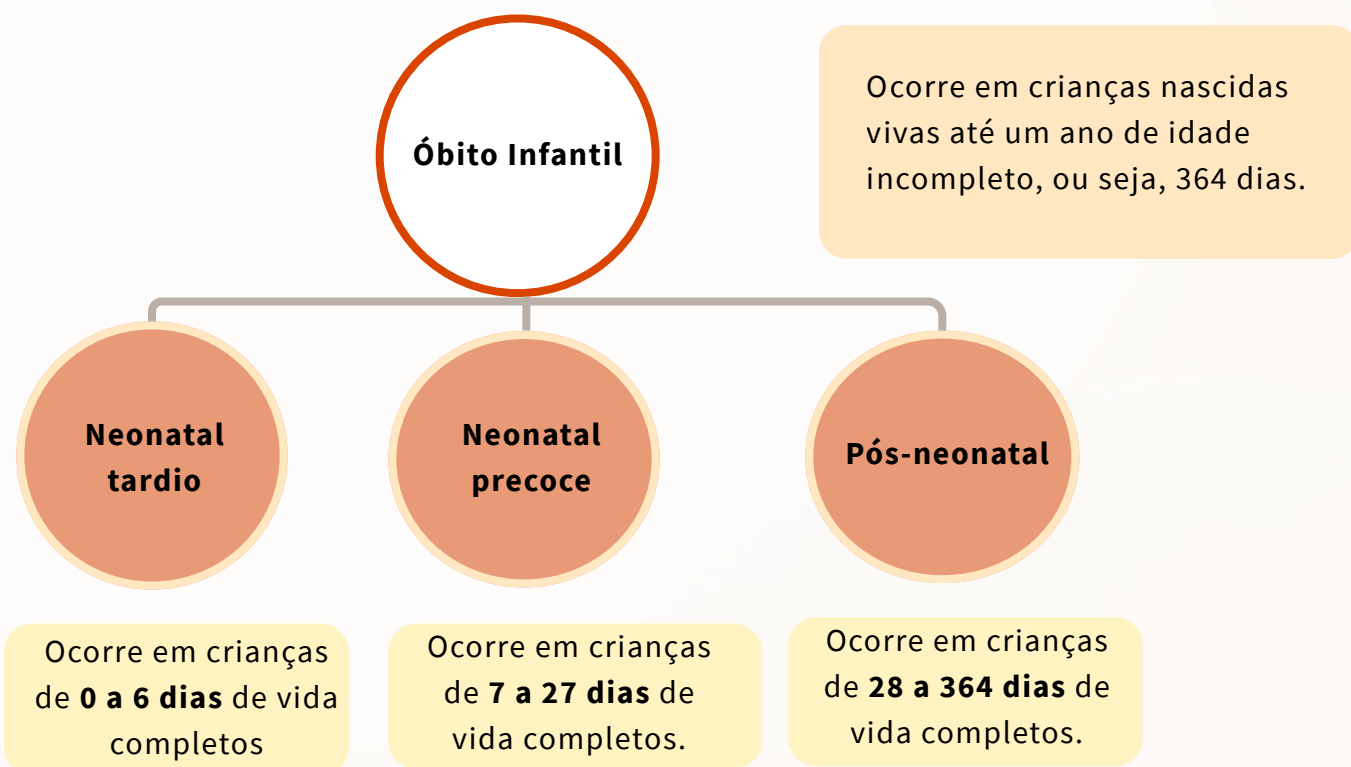 Óbito Infantil
Ocorre em crianças nascidas
vivas até um ano de idade
incompleto, ou seja, 364 dias.
Neonatal
tardio
Neonatal
precoce
Pós-neonatal
Ocorre em crianças
de 0 a 6 dias de vida
completos
Ocorre em crianças
de 7 a 27 dias de
vida completos.
Ocorre em crianças
de 28 a 364 dias de
vida completos.